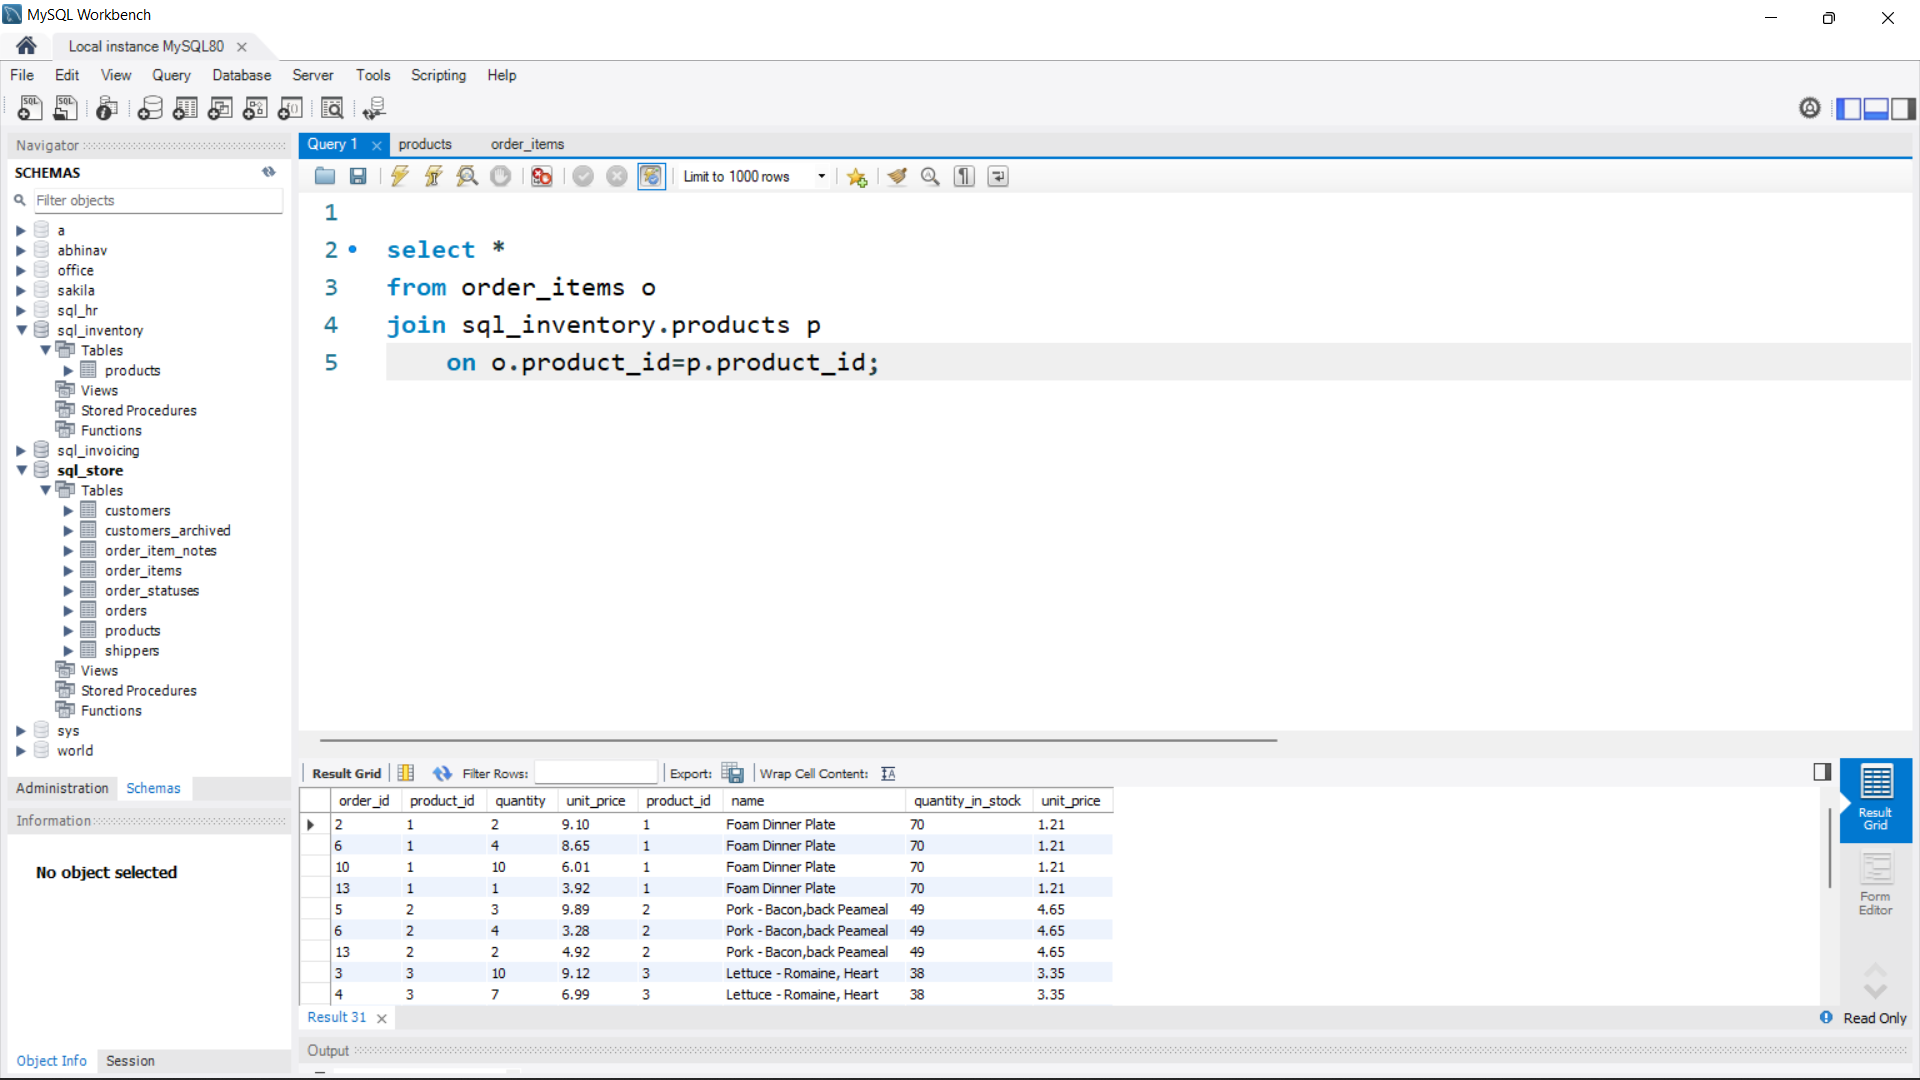 MySQL Workbench
Local instance MySQL80
File Edit View Query Database Server Tools Scripting Help
Navigator
SCHEMAS
Filter objects
a
abhinav
office
sakila
sql_hr
sql_inventory
Tables
products
Views
Stored Procedures
Functions
sql_invoicing
sql_store
Tables
customers
customers_archived
order_item_notes
order_items
order_statuses
orders
products
shippers
Views
Stored Procedures
Functions
sys
world
Administration Schemas
Information
No object selected
Object Info Session
Query 1 products order_items
Limit to 1000 rows
1
2 select *
3 from order_items o
4 join sql_inventory.products p
5 on o.product_id=p.product_id;
Result Grid Filter Rows: Export: Wrap Cell Content:
order_id product_id quantity unit_price product_id name quantity_in_stock unit_price
2 1 2 9.10 1 Foam Dinner Plate 70 1.21
6 1 4 8.65 1 Foam Dinner Plate 70 1.21
10 1 10 6.01 1 Foam Dinner Plate 70 1.21
13 1 1 3.92 1 Foam Dinner Plate 70 1.21
5 2 3 9.89 2 Pork - Bacon,back Peameal 49 4.65
6 2 4 3.28 2 Pork - Bacon,back Peameal 49 4.65
13 2 2 4.92 2 Pork - Bacon,back Peameal 49 4.65
3 3 10 9.12 3 Lettuce - Romaine, Heart 38 3.35
4 3 7 6.99 3 Lettuce - Romaine, Heart 38 3.35
Result Grid
Form Editor
Result 31
Read Only
Output